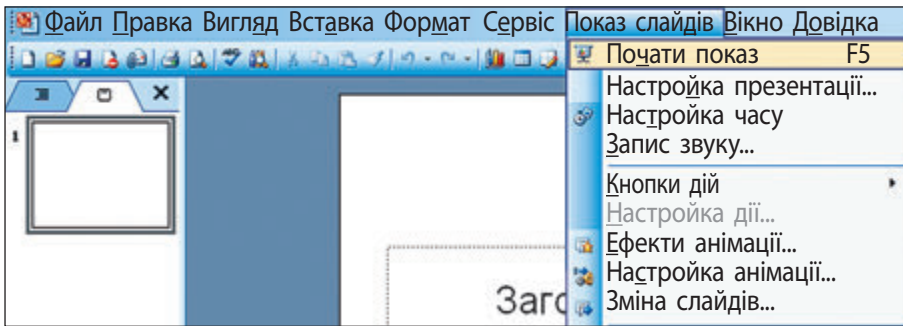 Файл Правка Вигляд Вставка Формат Сервіс Показ слайдів Вікно Довідка
Почати показ F5
Настройка презентації...
Настройка часу
Запис звуку...
1
Кнопки дій
Настройка дії...
Ефекти анімації...
Настройка анімації...
Заго
Зміна слайдів...